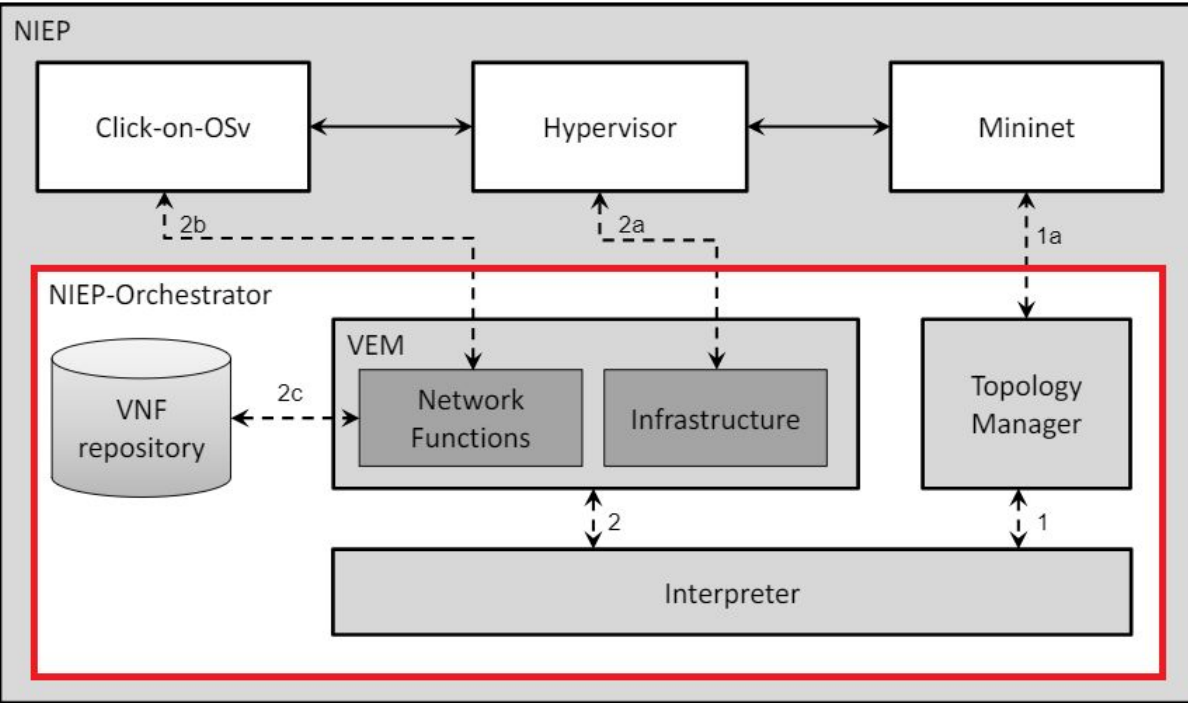 NIEP
Click-on-OSv
Hypervisor
Mininet
2b
2a
1a
NIEP-Orchestrator
VNF
repository
2c
VEM
Network
Functions
Infrastructure
Topology
Manager
2
1
Interpreter